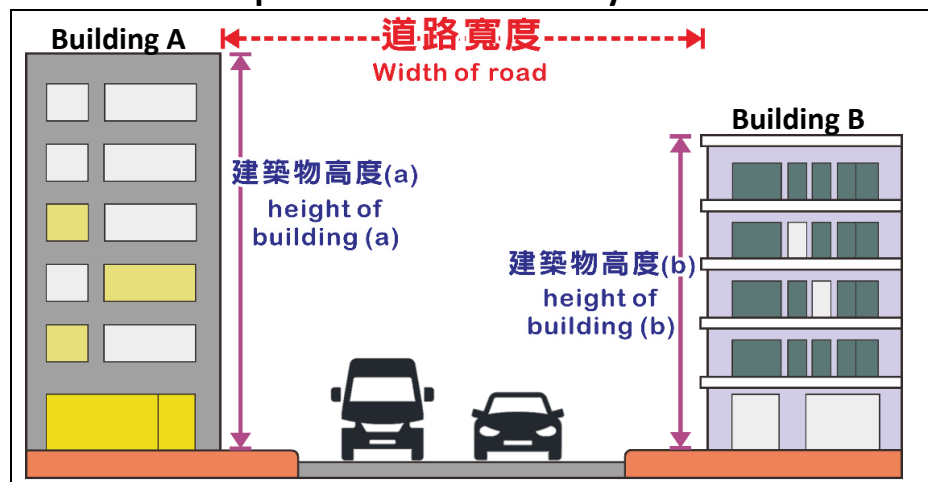 Building A
道路寬度
Width of road
Building B
建築物高度(a)
height of
building (a)
建築物高度(b)
height of
building (b)